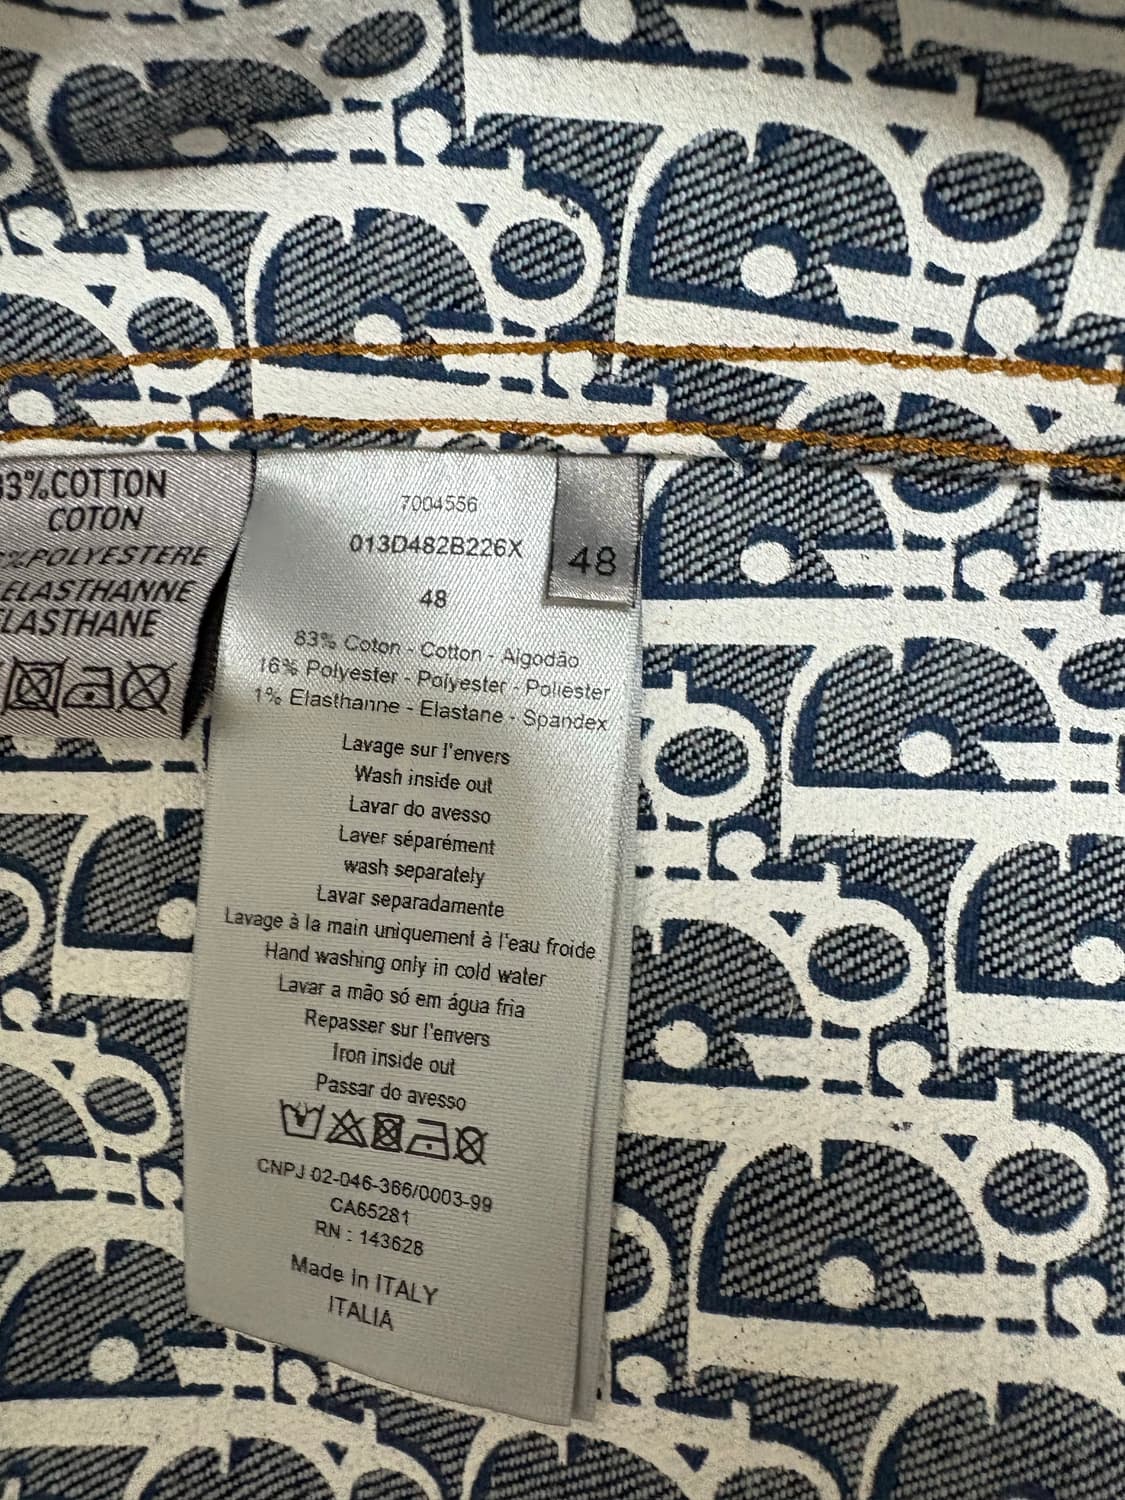 3%COTTON
COTON
%POLYESTERE
ELASTHANNE
ELASTHANE
7004556
013D482B226X
48
48
83% Coton - Cotton - Algodão
16% Polyester - Polyester - Poliéster
1% Elasthanne - Elastane - Spandex
Lavage sur l'envers
Wash inside out
Lavar do avesso
Laver séparément
wash separately
Lavar separadamente
Lavage à la main uniquement à l'eau froide.
Hand washing only in cold water
Lavar a mão só em água fria
Repasser sur l'envers
Iron inside out
Passar do avesso
CNPJ 02-046-366/0003-99
CA65281
RN : 143628
Made In ITALY
ITALIA